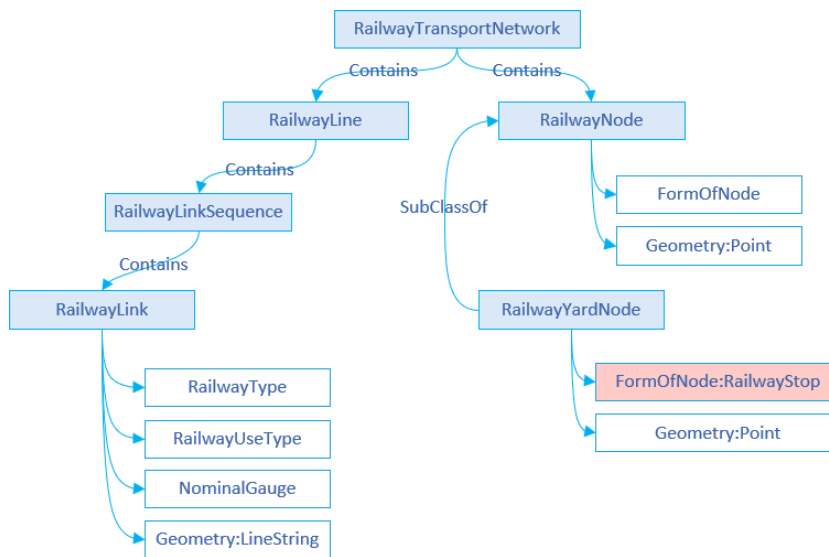 RailwayTransportNetwork
Contains
Contains
RailwayLine
RailwayNode
Contains
FormOfNode
SubClassOf
RailwayLinkSequence
Geometry:Point
Contains
RailwayLink
RailwayYardNode
RailwayType
FormOfNode:RailwayStop
RailwayUseType
Geometry:Point
NominalGauge
Geometry:LineString